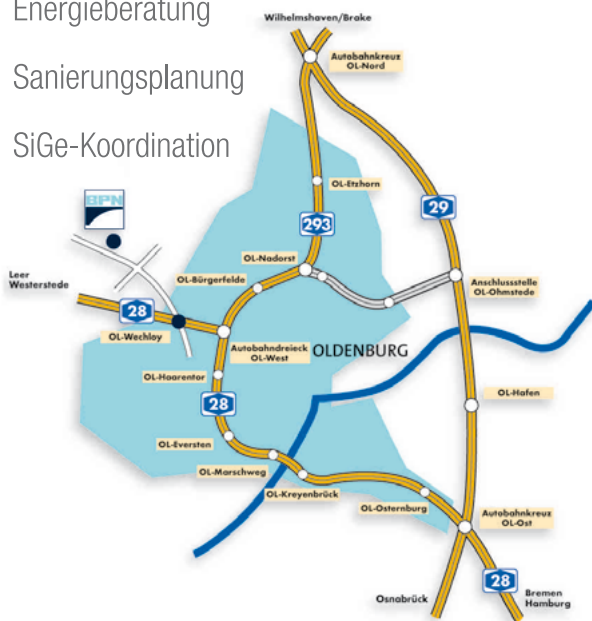 Energieberatung
Sanierungsplanung
SiGe-Koordination
Wilhelmshaven/Brake
Autobahnkreuz
OL-Nord
OL-Etzhorn
BPN
293
29
OL-Nadorst
Leer
Westerstede
OL-Bürgerfelde
Anschlussstelle
OL-Ohmstede
28
OL-Wechloy
Autobahndreieck
OL-West
OLDENBURG
OL-Haarentor
28
OL-Hafen
OL-Eversten
OL-Marschweg
OL-Kreyenbrück
OL-Osternburg
Autobahnkreuz
OL-Ost
28
Osnabrück
Bremen
Hamburg